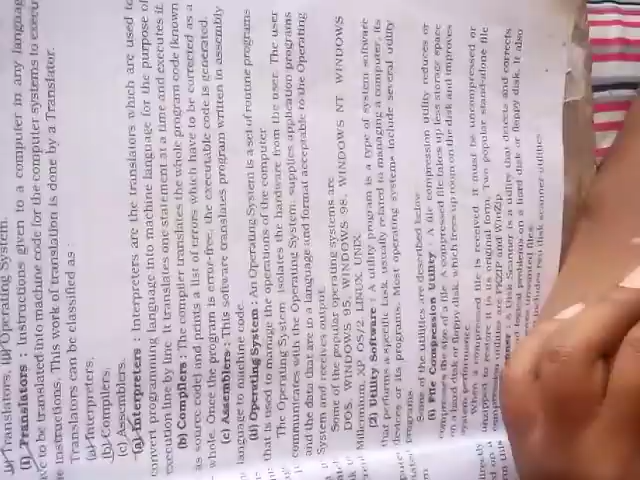 Translators, (ii) Operating System.
(i) Translators : Instructions given to a computer in any languag
ve to be translated into machine code for the computer systems to execu
e instructions. This work of translation is done by a Translator.
Translators can be classified as
(a) Interpreters.
(b) Compilers.
(c) Assemblers.
(a) Interpreters : Interpreters are the translators which are used to
convert programming language into machine language for the purpose of
execution line by line. It translates one statement at a time and executes it.
(b) Compilers : The compiler translates the whole program code (known
as source code) and prints a list of errors which have to be corrected as a
whole. Once the program is error-free, the executable code is generated.
(c) Assemblers : This software translates program written in assembly
language to machine code.
(ii) Operating System : An Operating System is a set of routine programs
that is used to manage the operations of the computer
The Operating System isolates the hardware from the user. The user
communicates with the Operating System, supplies application programs
and the data that are in a language and format acceptable to the Operating
System and receives output
Some of the popular operating systems are
DOS, WINDOWS 95, WINDOWS 98, WINDOWS NT WINDOWS
Millennium, XP, OS/2, LINUX, UNIX.
(2) Utility Software : A utility program is a type of system software
that performs a specific task, usually related to managing a computer, its
devices or its programs. Most operating systems include several utility
programs
Some of the utilities are described below
(i) File Compression Utility : A file compression utility reduces or
compresses the size of a file. A compressed file takes up less storage space
on a hard disk or floppy disk, which frees up room on the disk and improves
system performance
When a compressed file is received it must be uncompressed or
unzipped to restore it to its original form. Two popular stand-alone file
compression utilities are PKZIP and WinZip
a Disk Scanner is a utility that detects and corrects
problems on a hard disk or floppy disk. It also
files
includes two disk scanner utilities